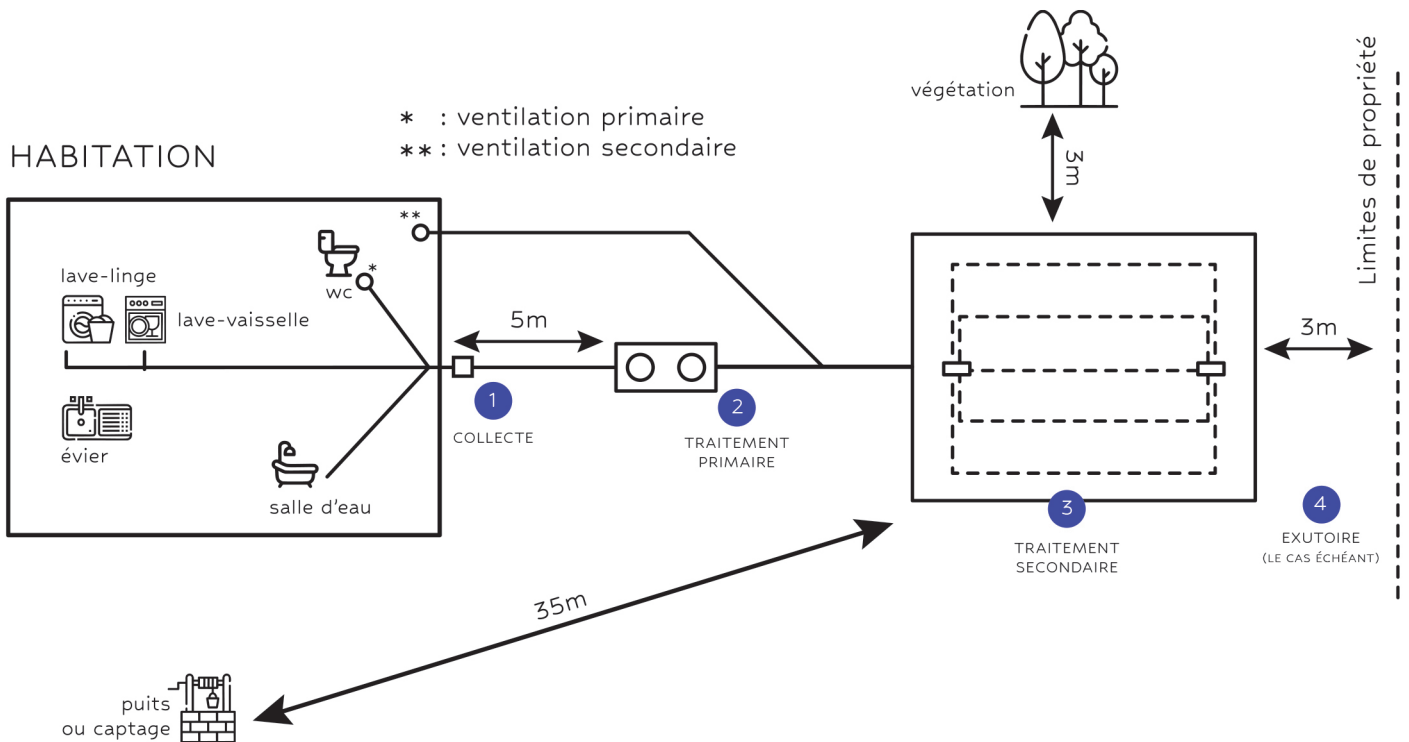 végétation
Limites de propriété
* : ventilation primaire
** : ventilation secondaire
3m
HABITATION
**
lave-linge
*
wc
lave-vaisselle
5m
3m
1
2
COLLECTE
TRAITEMENT
PRIMAIRE
évier
salle d'eau
3
4
TRAITEMENT
SECONDAIRE
EXUTOIRE
(LE CAS ÉCHÉANT)
35m
puits
ou captage